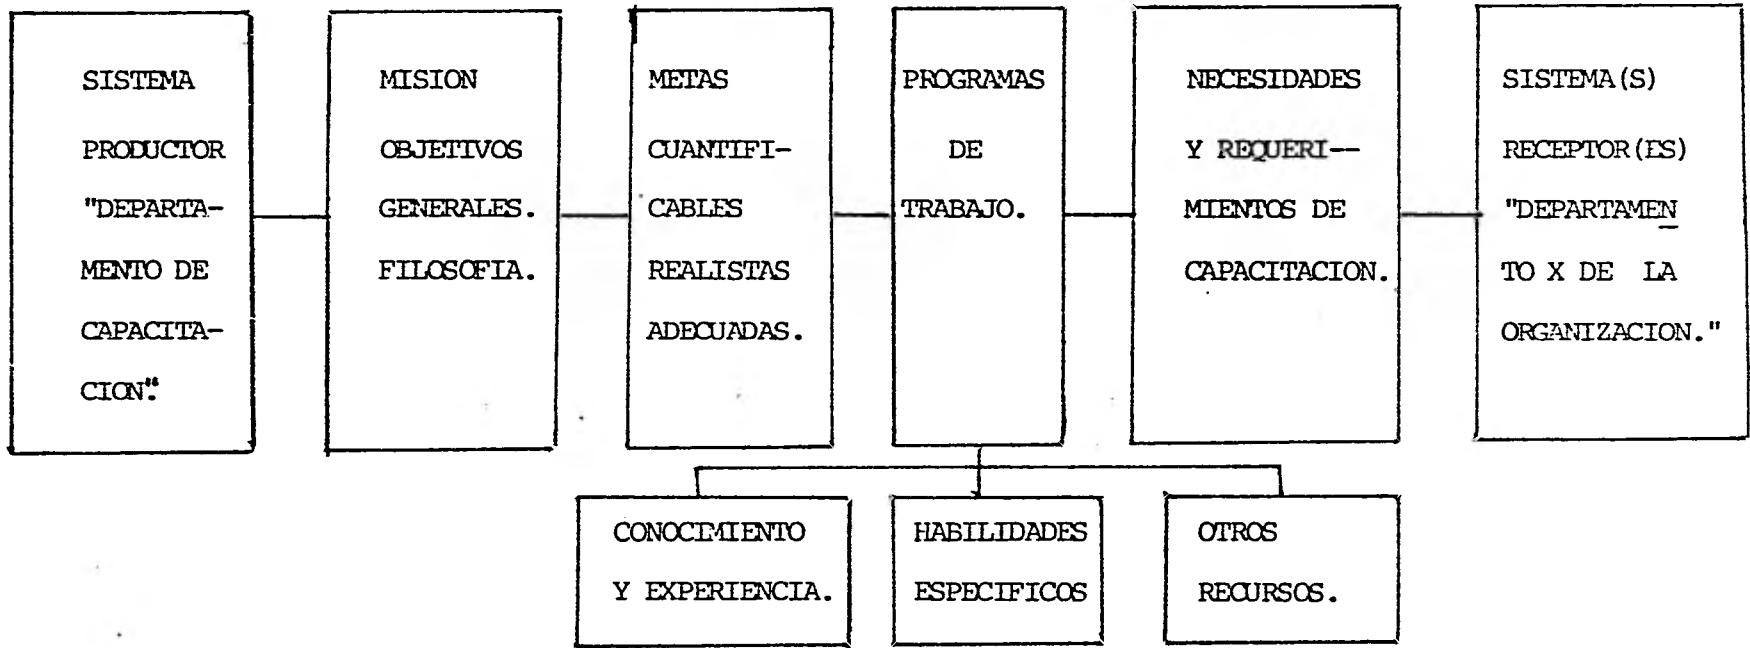 SISTEMA
PRODUCTOR
"DEPARTA-
MENTO DE
CAPACITA-
CION".
MISION
OBJETIVOS
GENERALES.
FILOSOFIA.
METAS
CUANTIFI-
CABLES
REALISTAS
ADECUADAS.
PROGRAMAS
DE
TRABAJO.
NECESIDADES
Y REQUERI--
MIENTOS DE
CAPACITACION.
SISTEMA(S)
RECEPTOR(ES)
"DEPARTAMEN
TO X DE LA
ORGANIZACION."
CONOCIMIENTO
Y EXPERIENCIA.
HABILIDADES
ESPECIFICOS
OTROS
RECURSOS.